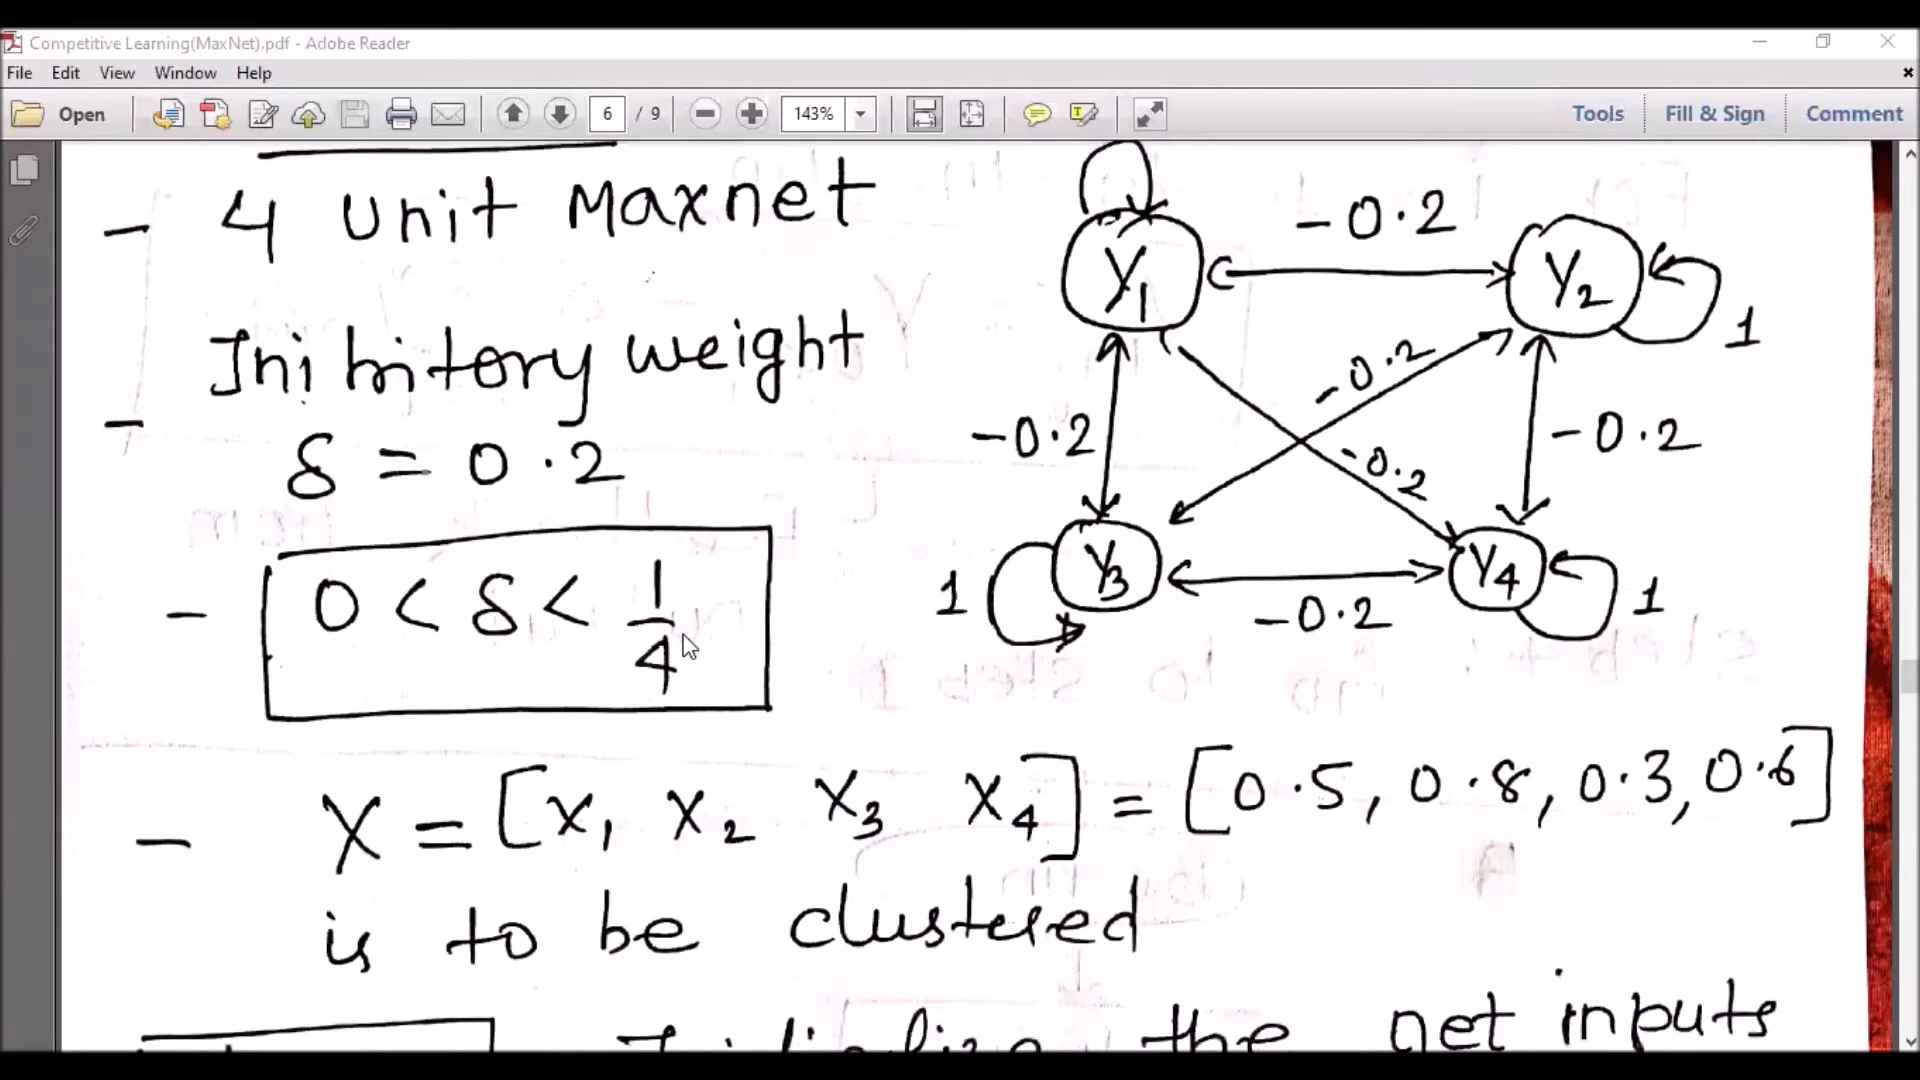 Competitive Learning(MaxNet).pdf - Adobe Reader
File Edit View Window Help
Open 6 / 9 143% Tools Fill & Sign Comment
- 4 Unit Maxnet
- Inihbitory weight
δ = 0.2
- 0 < δ < 1/4
Y1 -0.2 Y2 1
-0.2 -0.2 -0.2 -0.2
1 Y3 -0.2 Y4 1
- X = [x1 x2 x3 x4] = [0.5, 0.8, 0.3, 0.6]
is to be clustered
the net inputs